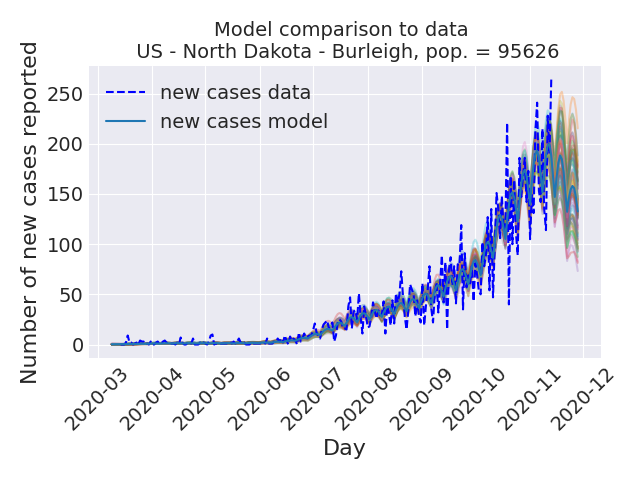 Model comparison to data
US - North Dakota - Burleigh, pop. = 95626
Number of new cases reported
250
200
150
100
50
0
new cases data
new cases model
2020-03
2020-04
2020-05
2020-06
2020-07
2020-08
2020-09
2020-10
2020-11
2020-12
Day